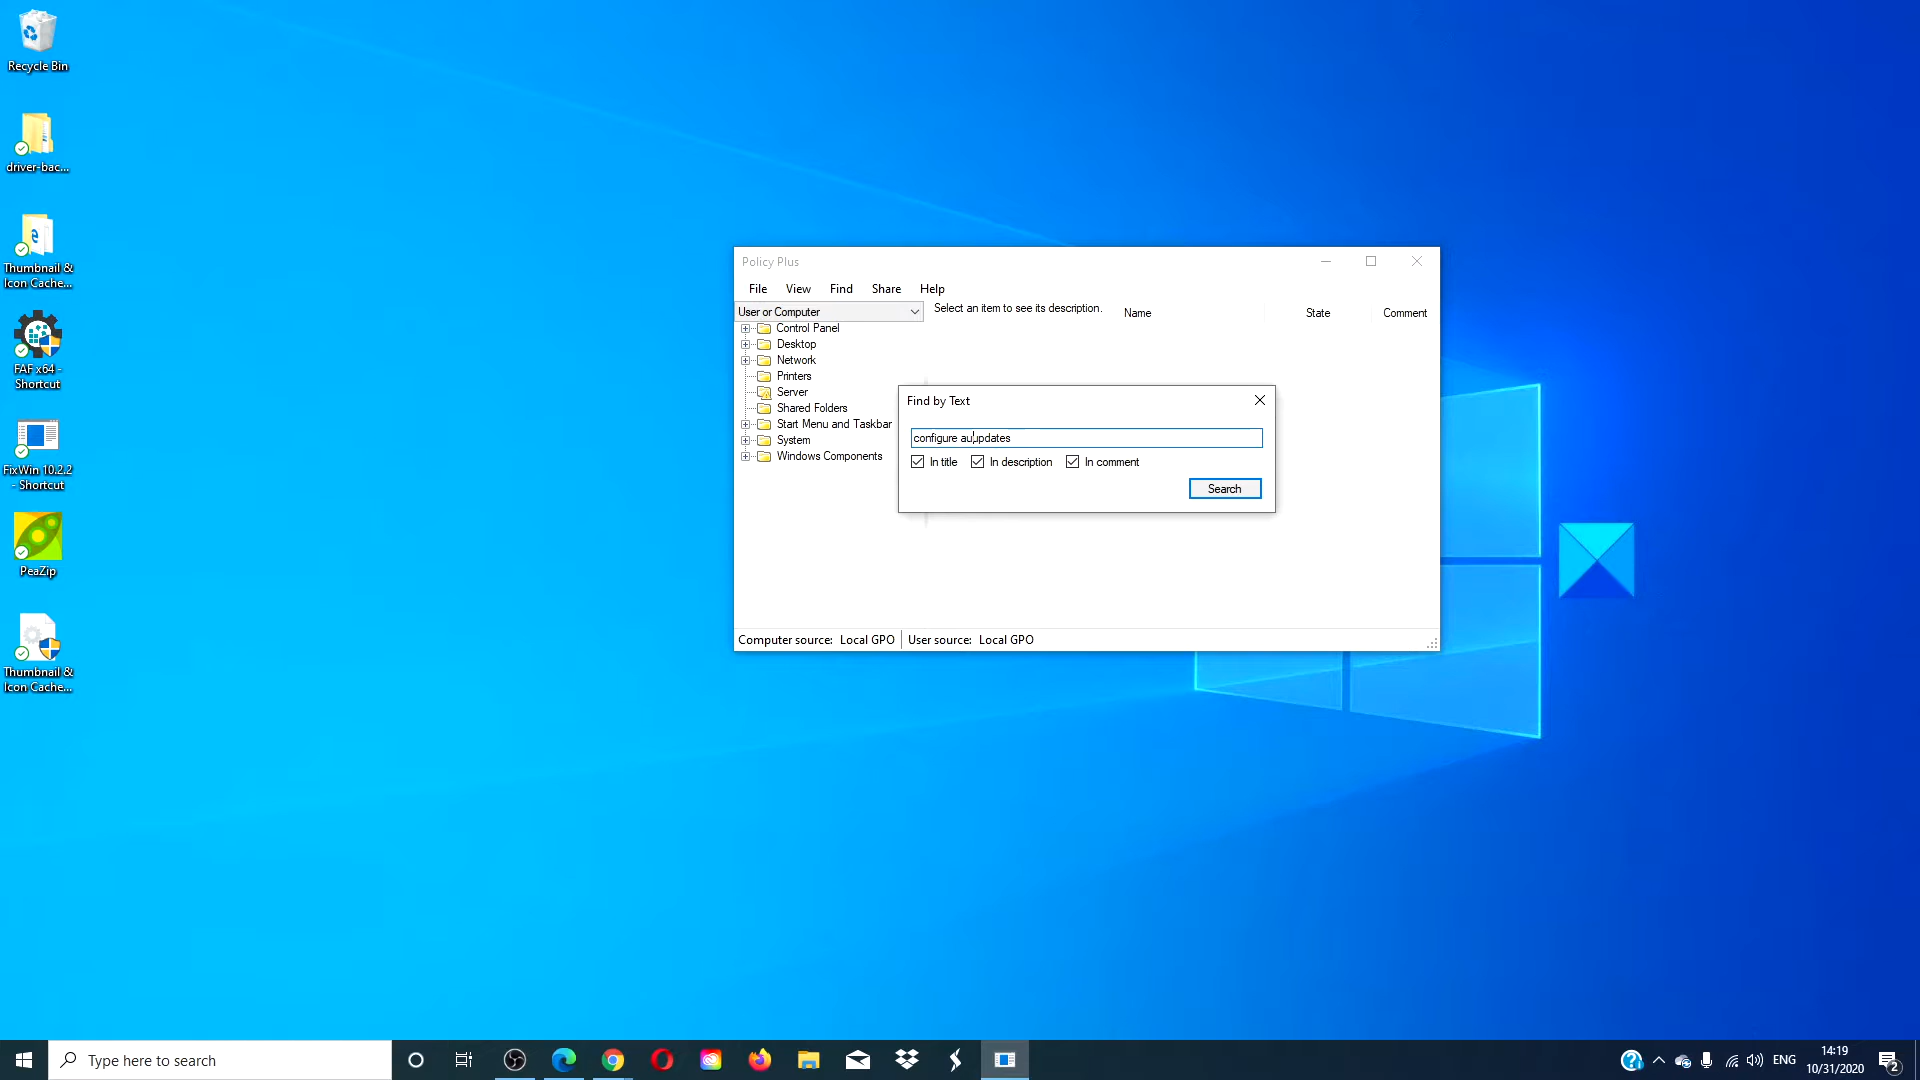 Recycle Bin
driver-bac...
Thumbnail &
Icon Cache...
FAF x64 -
Shortcut
FixWin 10.2.2
- Shortcut
PeaZip
Thumbnail &
Icon Cache...
Policy Plus
File View Find Share Help
User or Computer
Control Panel
Desktop
Network
Printers
Server
Shared Folders
Start Menu and Taskbar
System
Windows Components
Select an item to see its description.
Name State Comment
Find by Text
configure auupdates
In title In description In comment
Search
Computer source: Local GPO User source: Local GPO
Type here to search
ENG
14:19
10/31/2020
2